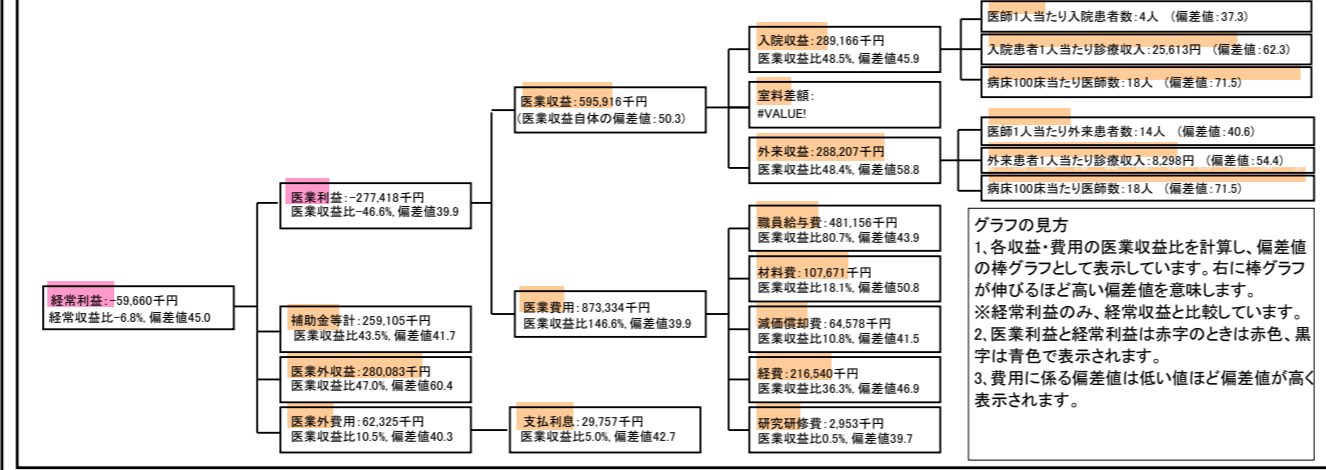 経常利益：-59,660千円
経常収比-6.8%, 偏差値45.0
医業利益：-277,418千円
医業収益比-46.6%, 偏差値39.9
補助金等計：259,105千円
医業収益比43.5%, 偏差値41.7
医業外収益：280,083千円
医業収益比47.0%, 偏差値60.4
医業外費用：62,325千円
医業収益比10.5%, 偏差値40.3
医業収益：595,916千円
(医業収益自体の偏差値：50.3)
医業費用：873,334千円
医業収益比146.6%, 偏差値39.9
支払利息：29,757千円
医業収益比5.0%, 偏差値42.7
入院収益：289,166千円
医業収益比48.5%, 偏差値45.9
室料差額：
#VALUE!
外来収益：288,207千円
医業収益比48.4%, 偏差値58.8
職員給与費：481,156千円
医業収益比80.7%, 偏差値43.9
材料費：107,671千円
医業収益比18.1%, 偏差値50.8
減価償却費：64,578千円
医業収益比10.8%, 偏差値41.5
経費：216,540千円
医業収益比36.3%, 偏差値46.9
研究研修費：2,953千円
医業収益比0.5%, 偏差値39.7
医師1人当たり入院患者数：4人 （偏差値：37.3）
入院患者1人当たり診療収入：25,613円 （偏差値：62.3）
病床100床当たり医師数：18人 （偏差値：71.5）
医師1人当たり外来患者数：14人 （偏差値：40.6）
外来患者1人当たり診療収入：8,298円 （偏差値：54.4）
病床100床当たり医師数：18人 （偏差値：71.5）
グラフの見方
1、各収益・費用の医業収益比を計算し、偏差値
の棒グラフとして表示しています。右に棒グラフ
が伸びるほど高い偏差値を意味します。
※経常利益のみ、経常収益と比較しています。
2、医業利益と経常利益は赤字のときは赤色、黒
字は青色で表示されます。
3、費用に係る偏差値は低い値ほど偏差値が高く
表示されます。